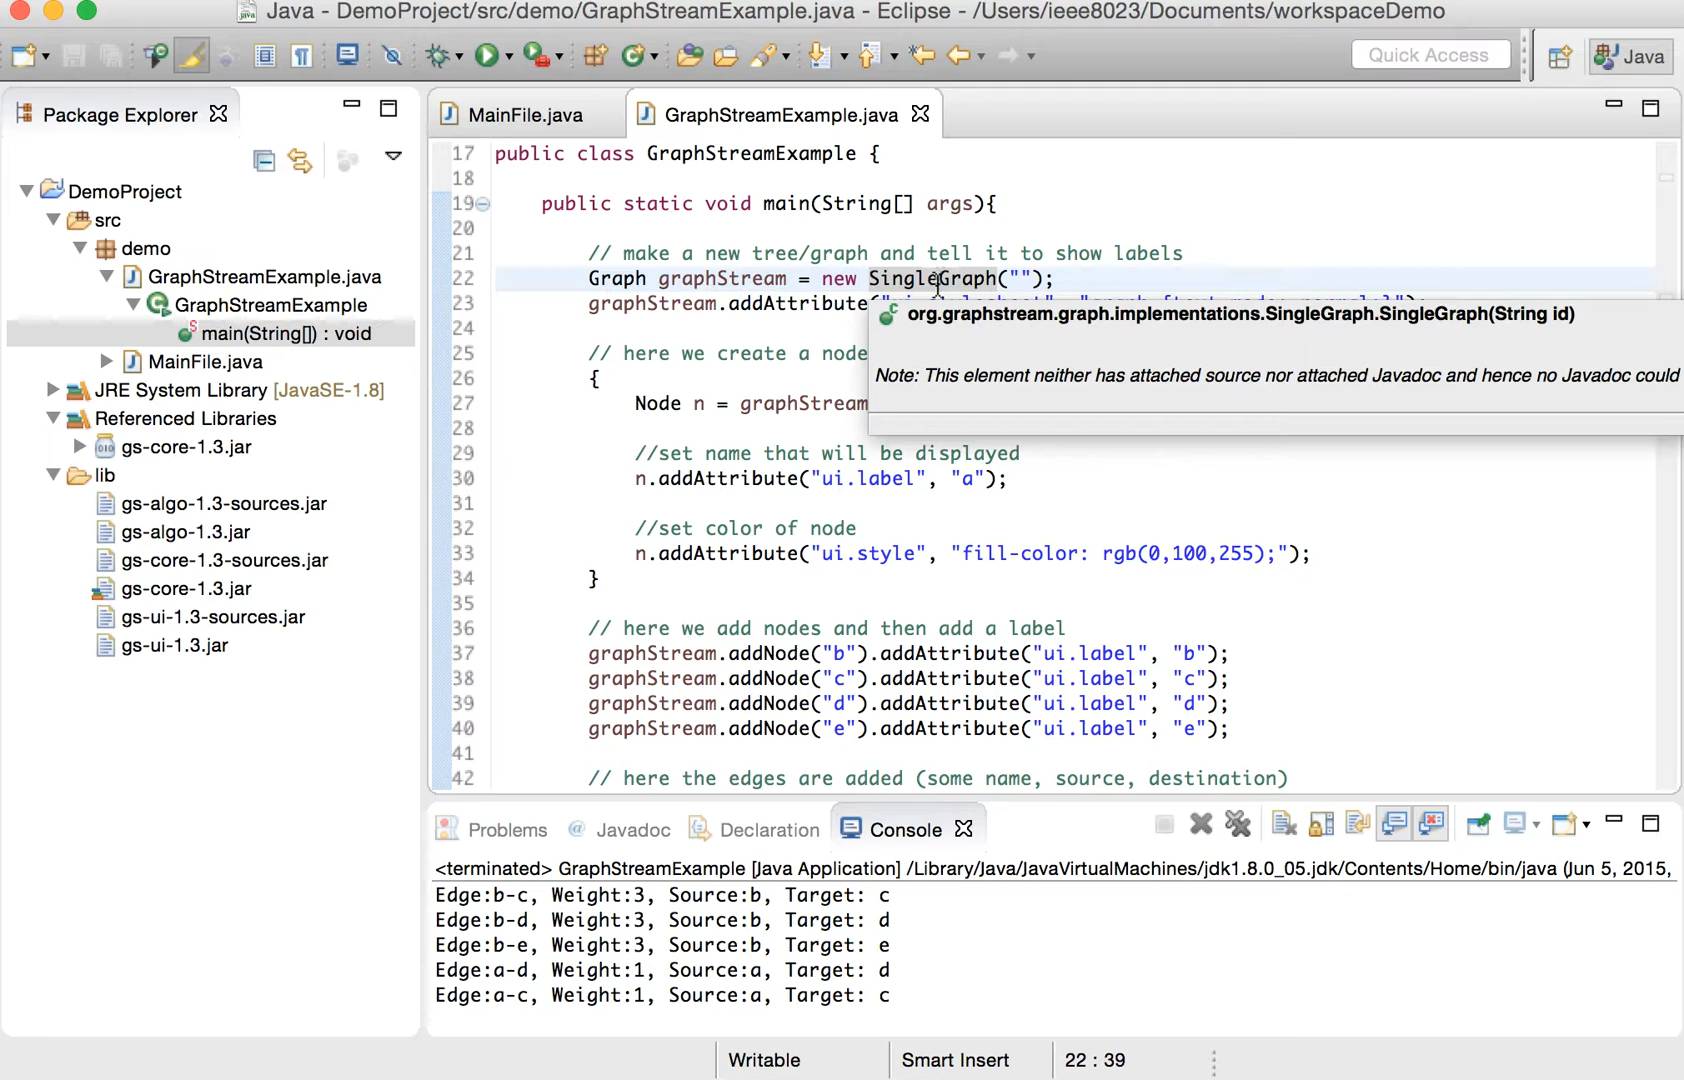 Java - DemoProject/src/demo/GraphStreamExample.java - Eclipse - /Users/ieee8023/Documents/workspaceDemo
Quick Access
Java
Package Explorer
DemoProject
src
demo
GraphStreamExample.java
GraphStreamExample
main(String[]) : void
MainFile.java
JRE System Library [JavaSE-1.8]
Referenced Libraries
gs-core-1.3.jar
lib
gs-algo-1.3-sources.jar
gs-algo-1.3.jar
gs-core-1.3-sources.jar
gs-core-1.3.jar
gs-ui-1.3-sources.jar
gs-ui-1.3.jar
MainFile.java
GraphStreamExample.java
17 public class GraphStreamExample {
18
19 public static void main(String[] args){
20
21 // make a new tree/graph and tell it to show labels
22 Graph graphStream = new SingleGraph("");
23 graphStream.addAttribute(
org.graphstream.graph.implementations.SingleGraph.SingleGraph(String id)
24
25 // here we create a node
Note: This element neither has attached source nor attached Javadoc and hence no Javadoc could
26 {
27 Node n = graphStream
28
29 //set name that will be displayed
30 n.addAttribute("ui.label", "a");
31
32 //set color of node
33 n.addAttribute("ui.style", "fill-color: rgb(0,100,255);");
34 }
35
36 // here we add nodes and then add a label
37 graphStream.addNode("b").addAttribute("ui.label", "b");
38 graphStream.addNode("c").addAttribute("ui.label", "c");
39 graphStream.addNode("d").addAttribute("ui.label", "d");
40 graphStream.addNode("e").addAttribute("ui.label", "e");
41
42 // here the edges are added (some name, source, destination)
Problems
Javadoc
Declaration
Console
<terminated> GraphStreamExample [Java Application] /Library/Java/JavaVirtualMachines/jdk1.8.0_05.jdk/Contents/Home/bin/java (Jun 5, 2015,
Edge:b-c, Weight:3, Source:b, Target: c
Edge:b-d, Weight:3, Source:b, Target: d
Edge:b-e, Weight:3, Source:b, Target: e
Edge:a-d, Weight:1, Source:a, Target: d
Edge:a-c, Weight:1, Source:a, Target: c
Writable
Smart Insert
22 : 39